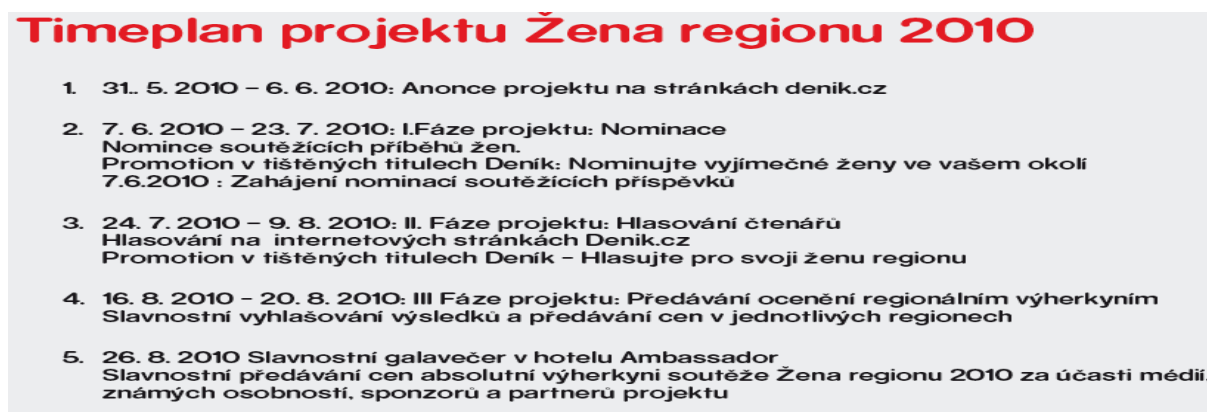 Timeplan projektu Žena regionu 2010
1. 31.. 5. 2010 – 6. 6. 2010: Anonce projektu na stránkách denik.cz
2. 7. 6. 2010 – 23. 7. 2010: I.Fáze projektu: Nominace
Nomince soutěžících příběhů žen.
Promotion v tištěných titulech Deník: Nominujte vyjímečné ženy ve vašem okolí
7.6.2010 : Zahájení nominací soutěžících příspěvků
3. 24. 7. 2010 – 9. 8. 2010: II. Fáze projektu: Hlasování čtenářů
Hlasování na internetových stránkách Denik.cz
Promotion v tištěných titulech Deník - Hlasujte pro svoji ženu regionu
4. 16. 8. 2010 - 20. 8. 2010: III Fáze projektu: Předávání ocenění regionálním výherkyním
Slavnostní vyhlašování výsledků a předávání cen v jednotlivých regionech
5. 26. 8. 2010 Slavnostní galavečer v hotelu Ambassador
Slavnostní předávání cen absolutní výherkyni soutěže Žena regionu 2010 za účasti médií,
známých osobností, sponzorů a partnerů projektu